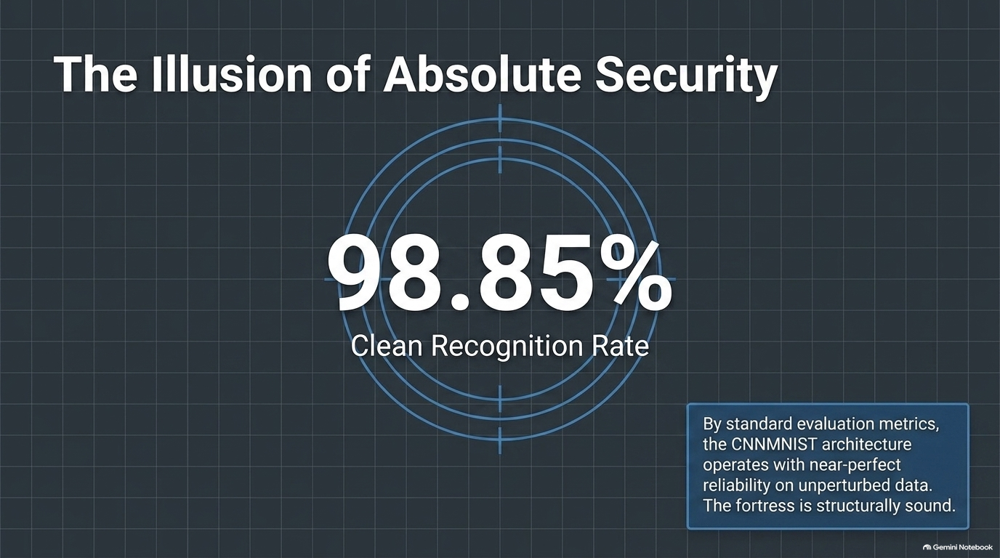 The Illusion of Absolute Security
98.85%
Clean Recognition Rate
By standard evaluation metrics,
the CNNMNIST architecture
operates with near-perfect
reliability on unperturbed data.
The fortress is structurally sound.
Gemini Notebook